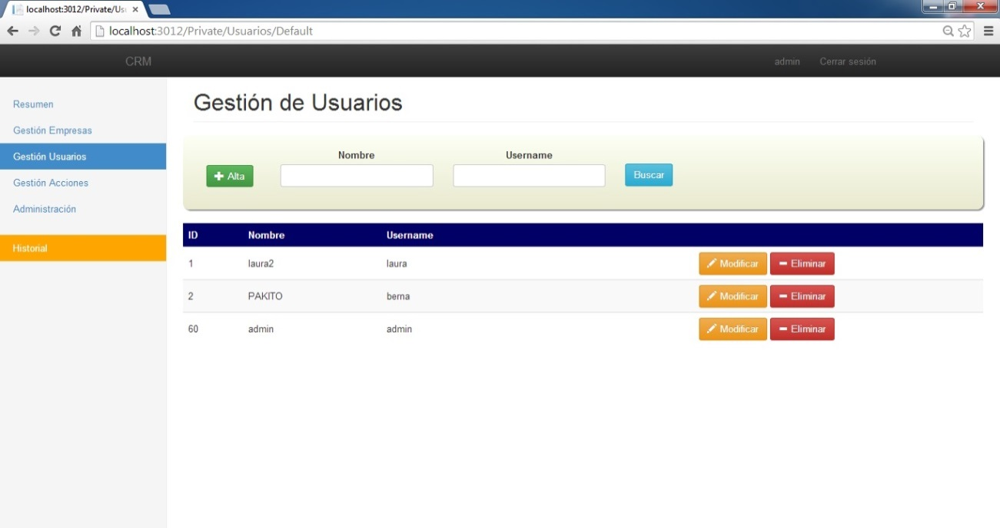 localhost:3012/Private/Us
localhost:3012/Private/Usuarios/Default
CRM admin Cerrar sesión
Resumen
Gestión Empresas
Gestión Usuarios
Gestión Acciones
Administración
Historial
Gestión de Usuarios
Nombre Username
Alta Buscar
ID Nombre Username
1 laura2 laura Modificar Eliminar
2 PAKITO berna Modificar Eliminar
60 admin admin Modificar Eliminar